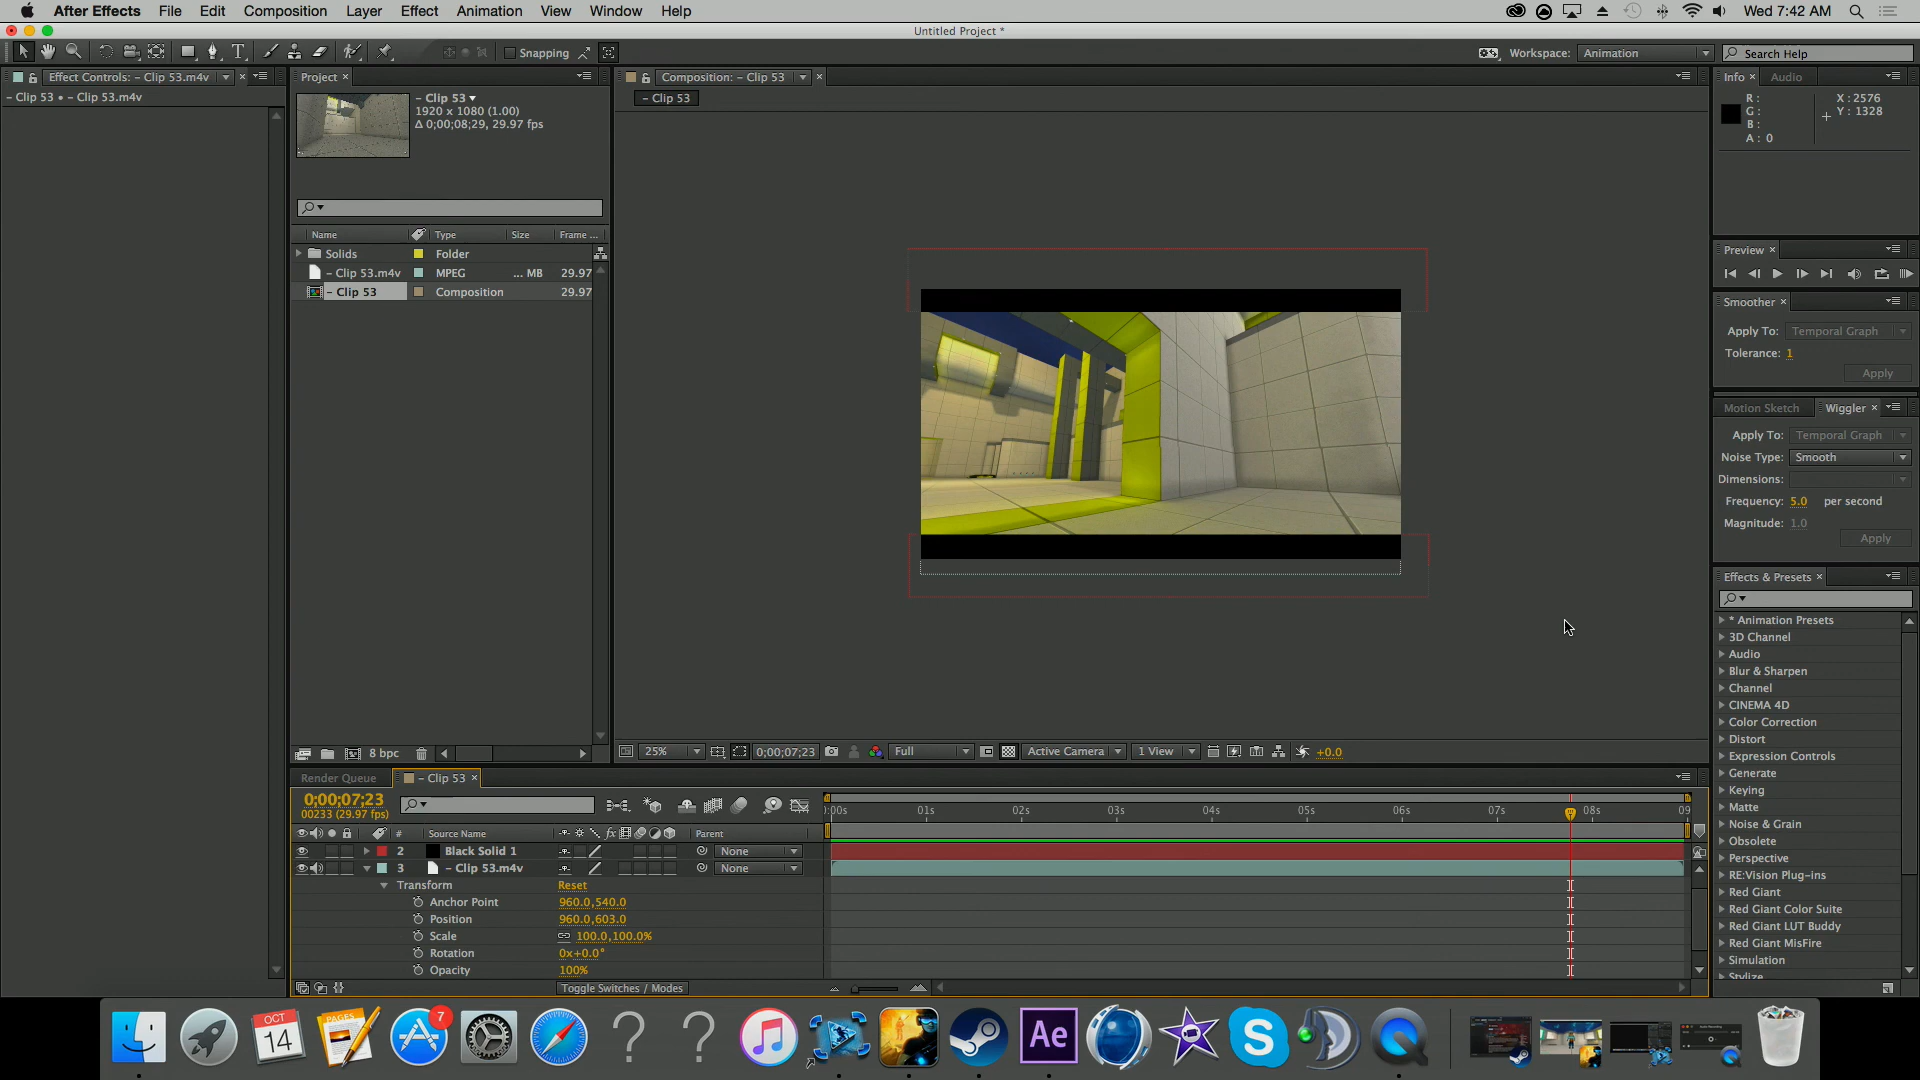 After Effects File Edit Composition Layer Effect Animation View Window Help Wed 7:42 AM
Untitled Project *
Snapping Workspace: Animation Search Help
Effect Controls: – Clip 53.m4v
– Clip 53 • – Clip 53.m4v
Project
– Clip 53
1920 x 1080 (1.00)
Δ 0;00;08;29, 29.97 fps
Name Type Size Frame ...
Solids Folder
– Clip 53.m4v MPEG ... MB 29.97
– Clip 53 Composition 29.97
8 bpc
Composition: – Clip 53
– Clip 53
25% 0;00;07;23 Full Active Camera 1 View +0.0
Info Audio
R: X: 2576
G: Y: 1328
B:
A: 0
Preview
Smoother
Apply To: Temporal Graph
Tolerance: 1
Apply
Motion Sketch Wiggler
Apply To: Temporal Graph
Noise Type: Smooth
Dimensions:
Frequency: 5.0 per second
Magnitude: 1.0
Apply
Effects & Presets
* Animation Presets
3D Channel
Audio
Blur & Sharpen
Channel
CINEMA 4D
Color Correction
Distort
Expression Controls
Generate
Keying
Matte
Noise & Grain
Obsolete
Perspective
RE:Vision Plug-ins
Red Giant
Red Giant Color Suite
Red Giant LUT Buddy
Red Giant MisFire
Simulation
Stylize
Render Queue – Clip 53
0;00;07;23
00233 (29.97 fps)
):00s 01s 02s 03s 04s 05s 06s 07s 08s 09
# Source Name fx Parent
2 Black Solid 1 None
3 – Clip 53.m4v None
Transform Reset
Anchor Point 960.0,540.0
Position 960.0,603.0
Scale 100.0,100.0%
Rotation 0x+0.0°
Opacity 100%
Toggle Switches / Modes
OCT
14
PAGES
7
? ?
Ae
S